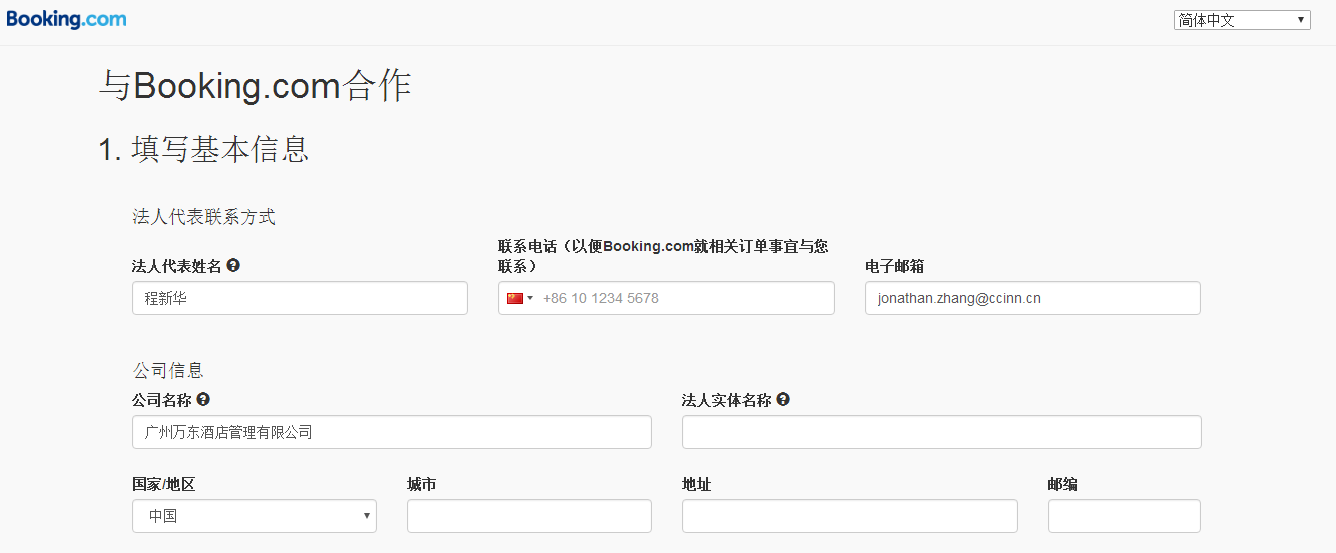 Booking.com
简体中文
与Booking.com合作
1. 填写基本信息
法人代表联系方式
法人代表姓名
联系电话（以便Booking.com就相关订单事宜与您
联系）
电子邮箱
程新华
+86 10 1234 5678
jonathan.zhang@ccinn.cn
公司信息
公司名称
法人实体名称
广州万东酒店管理有限公司
国家/地区
城市
地址
邮编
中国